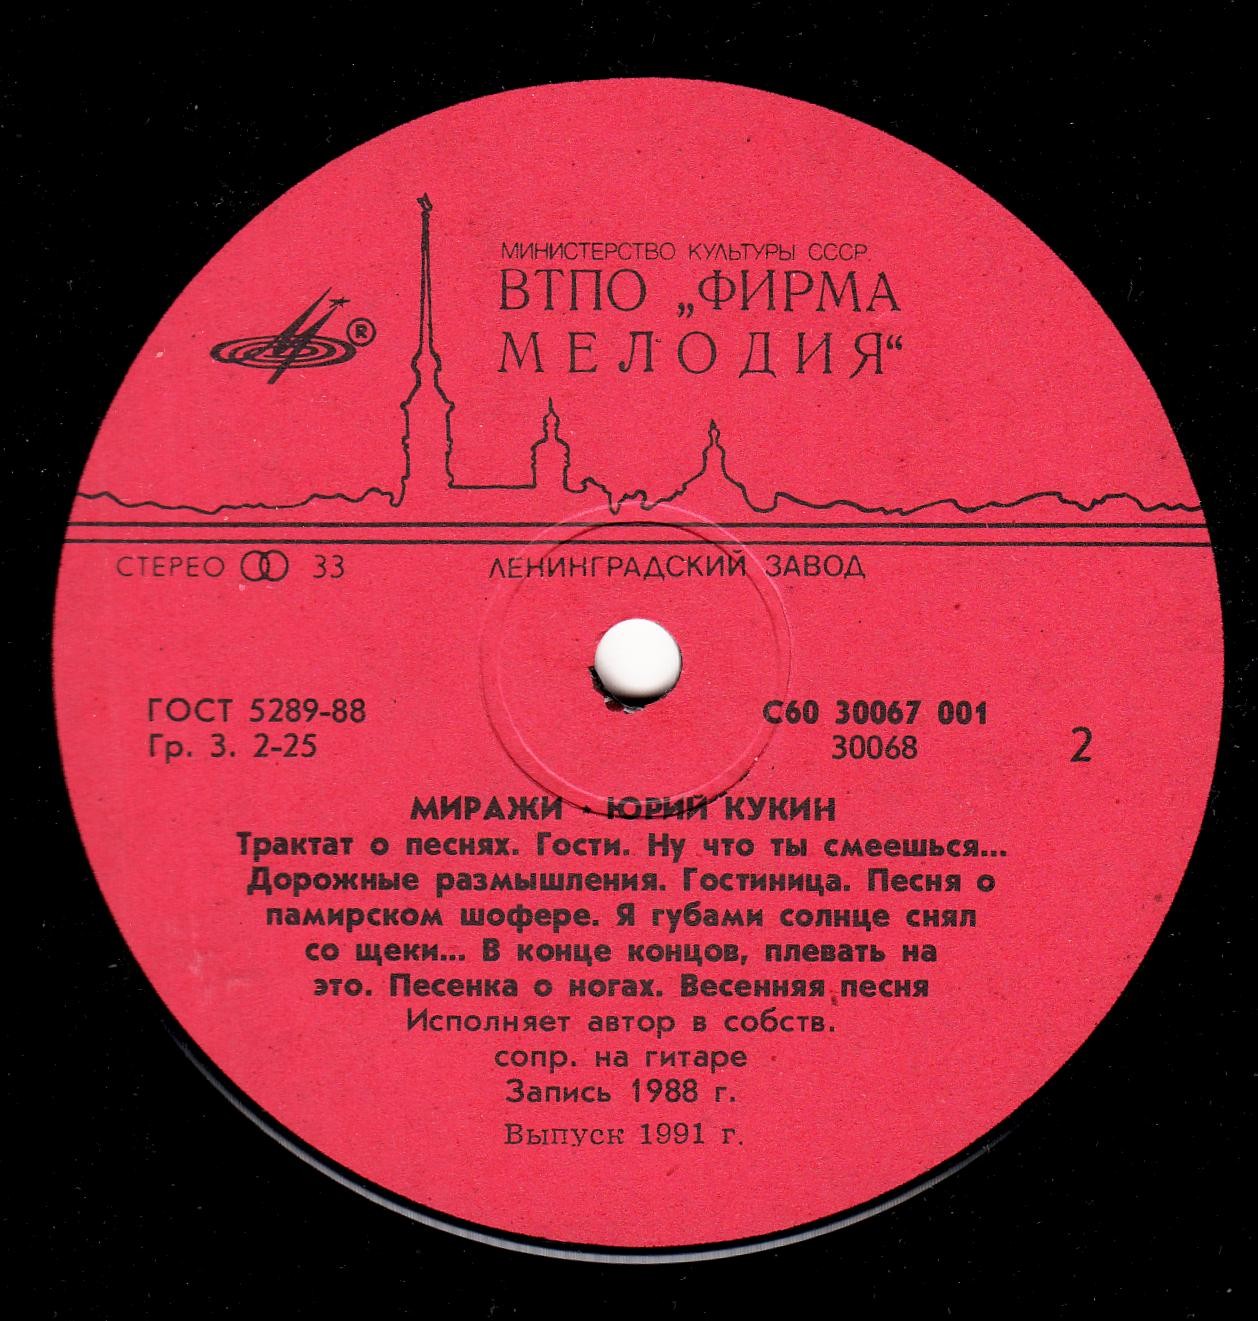 МИНИСТЕРСТВО КУЛЬТУРЫ СССР.
ВТПО „ФИРМА
МЕЛОДИЯ“
®
СТЕРЕО 33
ЛЕНИНГРАДСКИЙ ЗАВОД
ГОСТ 5289-88
Гр. 3. 2-25
С60 30067 001
30068
2
МИРАЖИ • ЮРИЙ КУКИН
Трактат о песнях. Гости. Ну что ты смеешься...
Дорожные размышления. Гостиница. Песня о
памирском шофере. Я губами солнце снял
со щеки... В конце концов, плевать на
это. Песенка о ногах. Весенняя песня
Исполняет автор в собств.
сопр. на гитаре
Запись 1988 г.
Выпуск 1991 г.